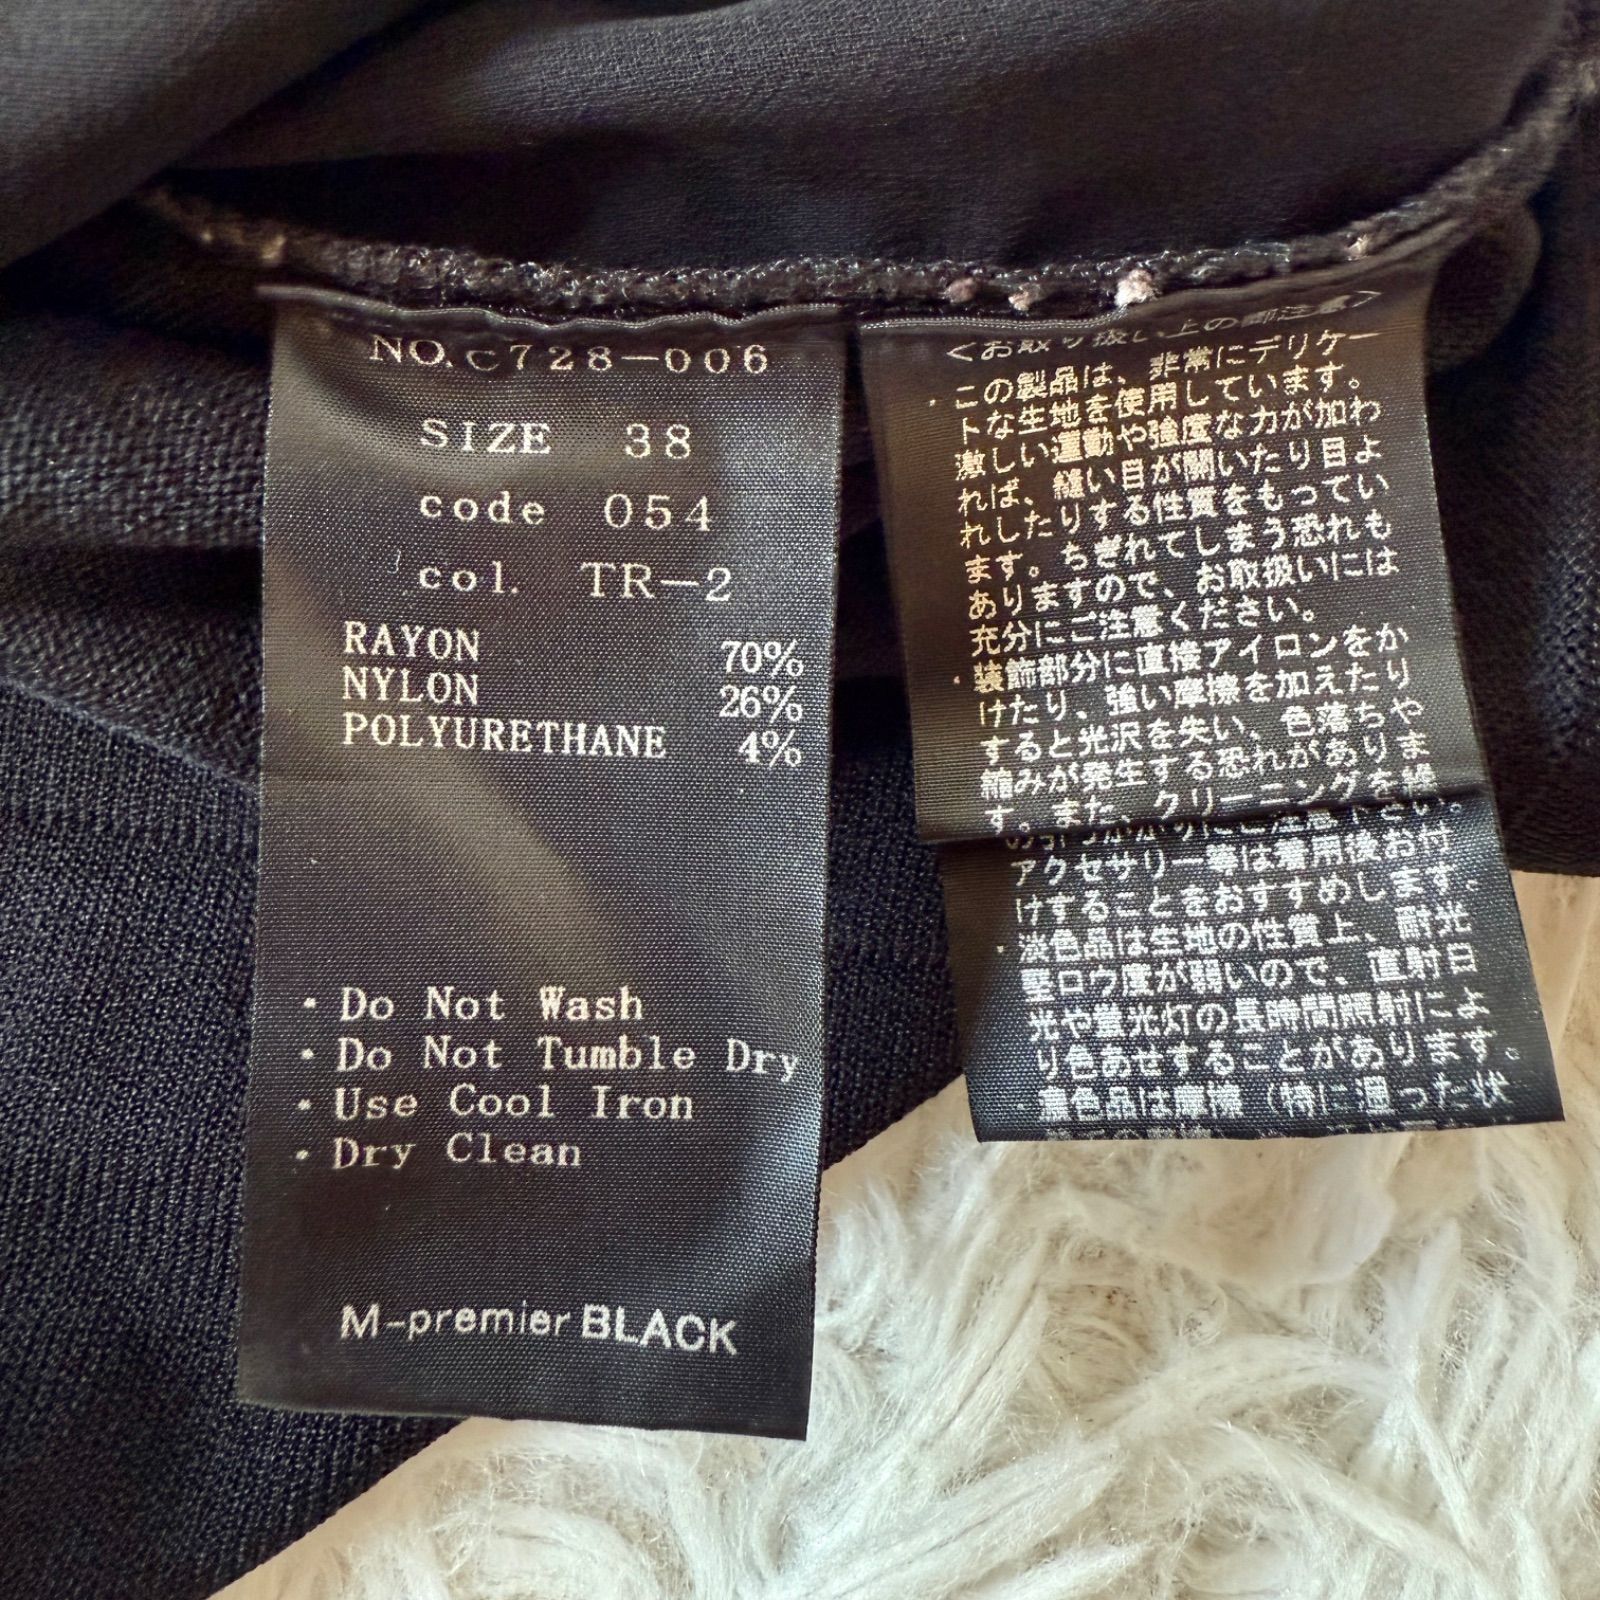 NO.C728-006
SIZE 38
code 054
col. TR-2
RAYON 70%
NYLON 26%
POLYURETHANE 4%
・Do Not Wash
・Do Not Tumble Dry
・Use Cool Iron
・Dry Clean
M-premier BLACK
<お取り扱い上の御注意>
・この製品は、非常にデリケー
トな生地を使用しています。
激しい運動や強度な力が加わ
れば、縫い目が開いたり目よ
れしたりする性質をもってい
ます。ちぎれてしまう恐れも
ありますので、お取扱いには
充分にご注意ください。
・装飾部分に直接アイロンをか
けたり、強い摩擦を加えたり
すると光沢を失い、色落ちや
縮みが発生する恐れがありま
す。また、クリーニングを繰
アクセサリー等は着用後お付
けすることをおすすめします。
・淡色品は生地の性質上、耐光
堅ロウ度が弱いので、直射日
光や蛍光灯の長時間照射によ
り色あせすることがあります。
・濃色品は摩擦（特に湿った状